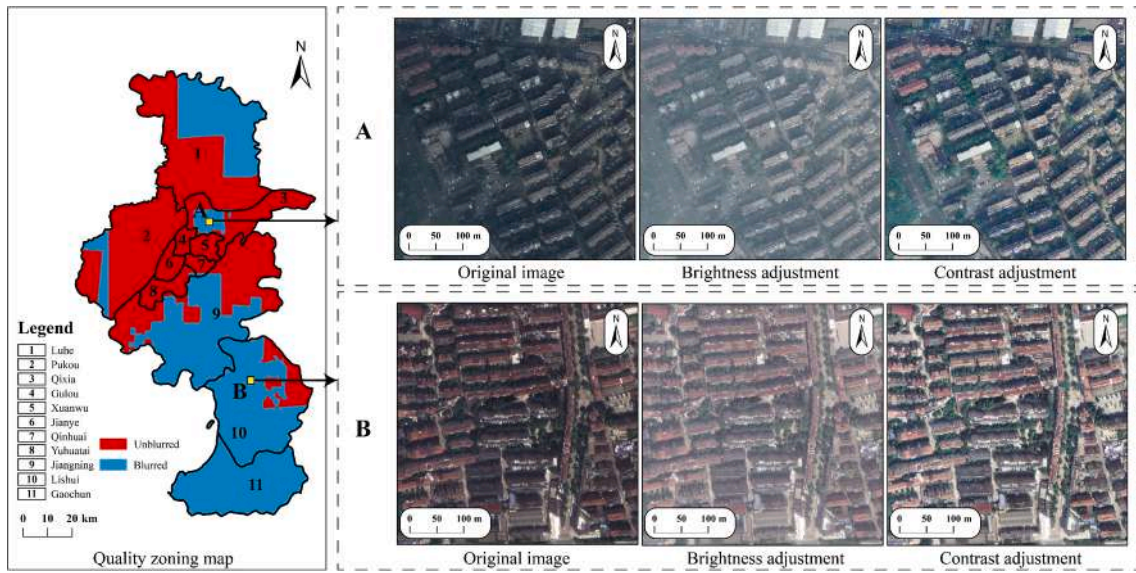 N
1
3
A
2
4
5
6
7
8
9
B
10
11
Legend
1 Luhe
2 Pukou
3 Qixia
4 Gulou
5 Xuanwu
6 Jianye
7 Qinhuai
8 Yuhuatai
9 Jiangning
10 Lishui
11 Gaochun
Unblurred
Blurred
0 10 20 km
Quality zoning map
A
N
0 50 100 m
Original image
N
0 50 100 m
Brightness adjustment
N
0 50 100 m
Contrast adjustment
B
N
0 50 100 m
Original image
N
0 50 100 m
Brightness adjustment
N
0 50 100 m
Contrast adjustment